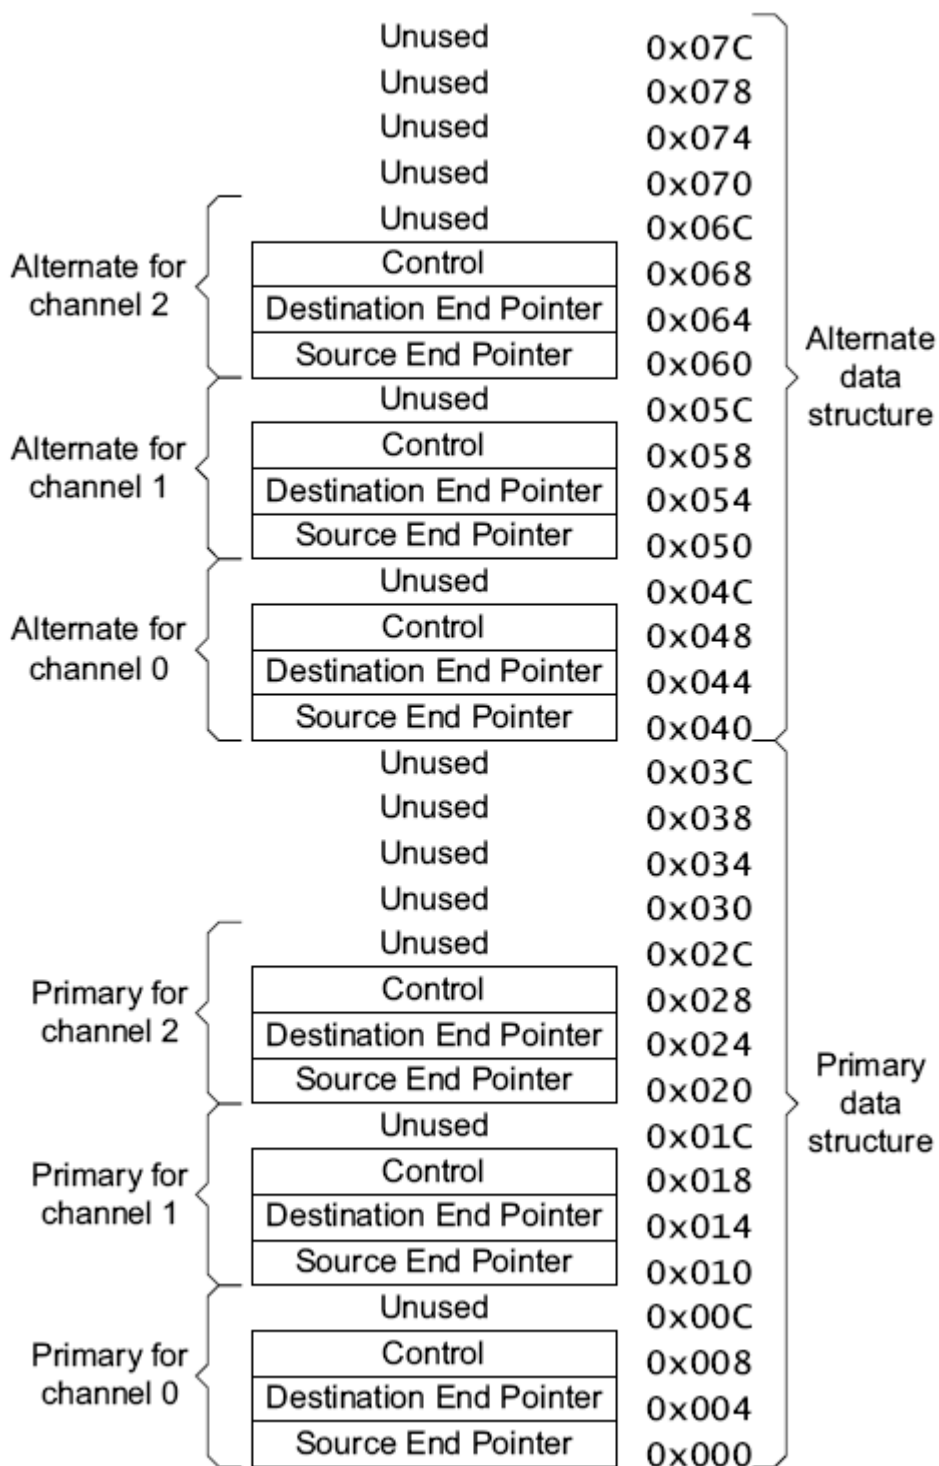 Unused 0x07C
Unused 0x078
Unused 0x074
Unused 0x070
Unused 0x06C
Alternate for
channel 2
Control 0x068
Destination End Pointer 0x064
Source End Pointer 0x060
Alternate
data
structure
Unused 0x05C
Alternate for
channel 1
Control 0x058
Destination End Pointer 0x054
Source End Pointer 0x050
Unused 0x04C
Alternate for
channel 0
Control 0x048
Destination End Pointer 0x044
Source End Pointer 0x040
Unused 0x03C
Unused 0x038
Unused 0x034
Unused 0x030
Unused 0x02C
Primary for
channel 2
Control 0x028
Destination End Pointer 0x024
Source End Pointer 0x020
Primary
data
structure
Unused 0x01C
Primary for
channel 1
Control 0x018
Destination End Pointer 0x014
Source End Pointer 0x010
Unused 0x00C
Primary for
channel 0
Control 0x008
Destination End Pointer 0x004
Source End Pointer 0x000